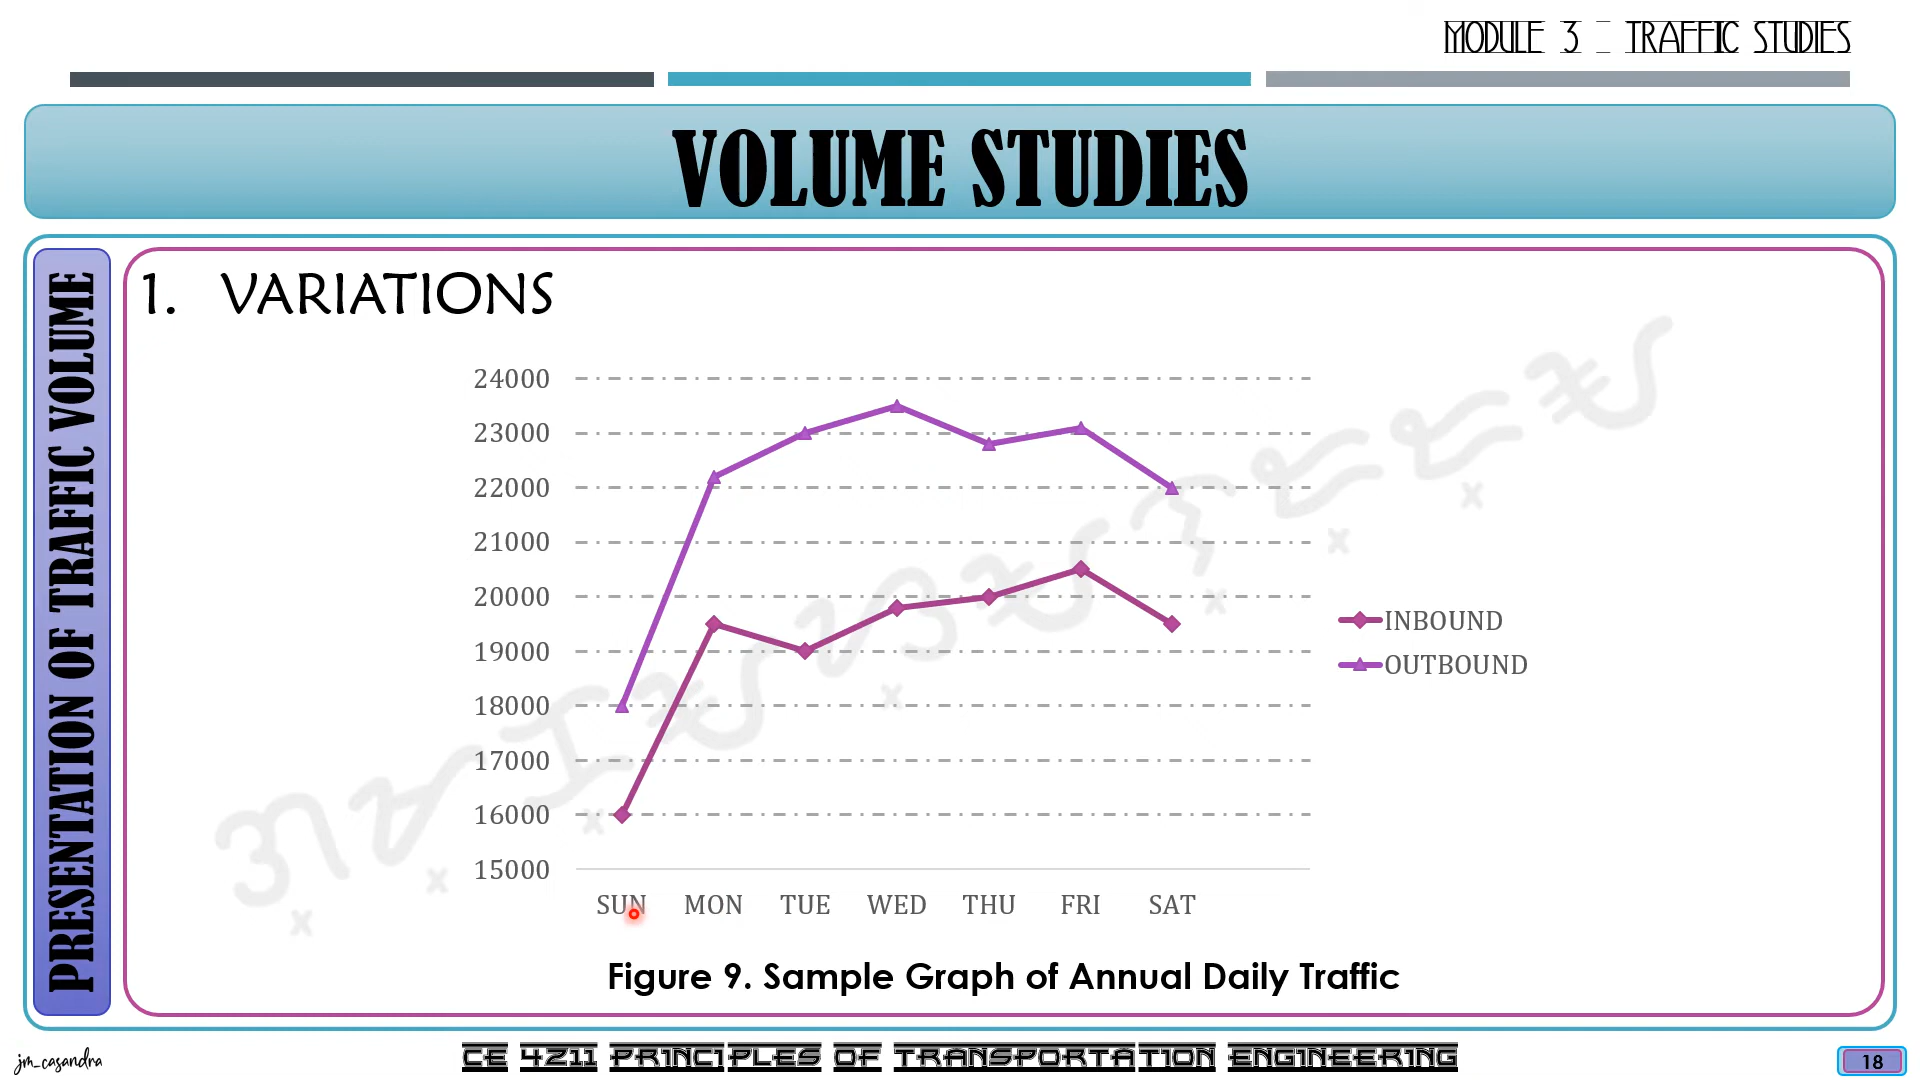 MODULE 3 - TRAFFIC STUDIES
VOLUME STUDIES
PRESENTATION OF TRAFFIC VOLUME
1. VARIATIONS
24000
23000
22000
21000
20000
19000
18000
17000
16000
15000
SUN MON TUE WED THU FRI SAT
INBOUND
OUTBOUND
Figure 9. Sample Graph of Annual Daily Traffic
jm_casandra
CE 4211 PRINCIPLES OF TRANSPORTATION ENGINEERING
18